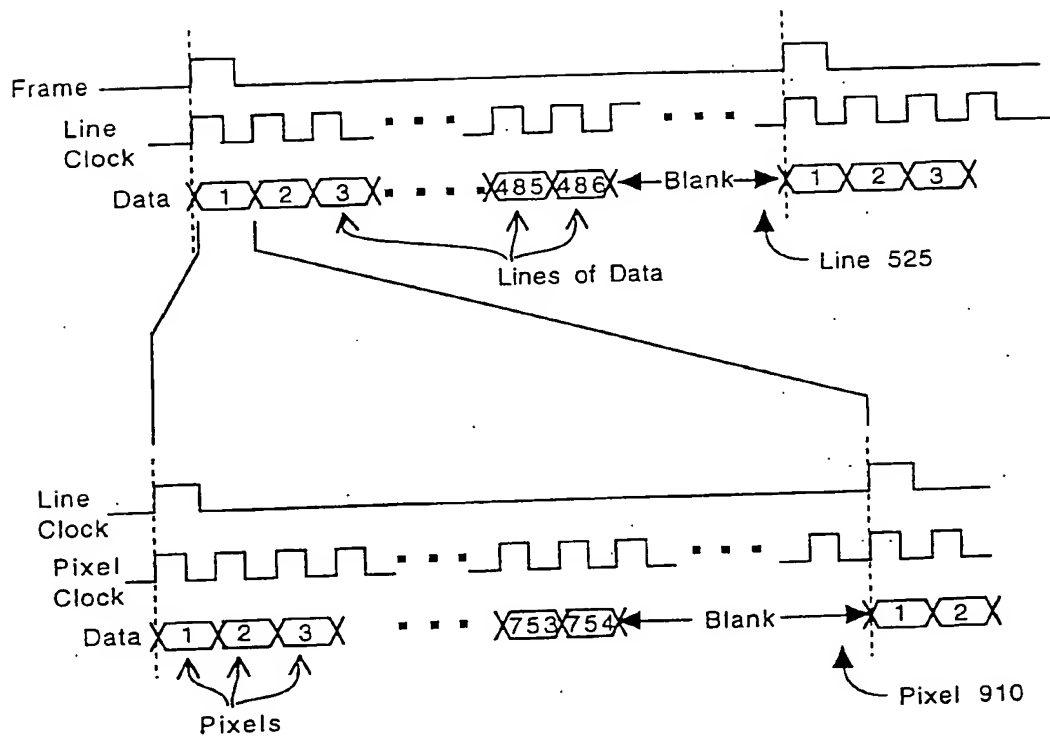 Frame
Line
Clock
Data 1 2 3 485 486 Blank 1 2 3
Lines of Data
Line 525
Line
Clock
Pixel
Clock
Data 1 2 3 753 754 Blank 1 2
Pixels
Pixel 910